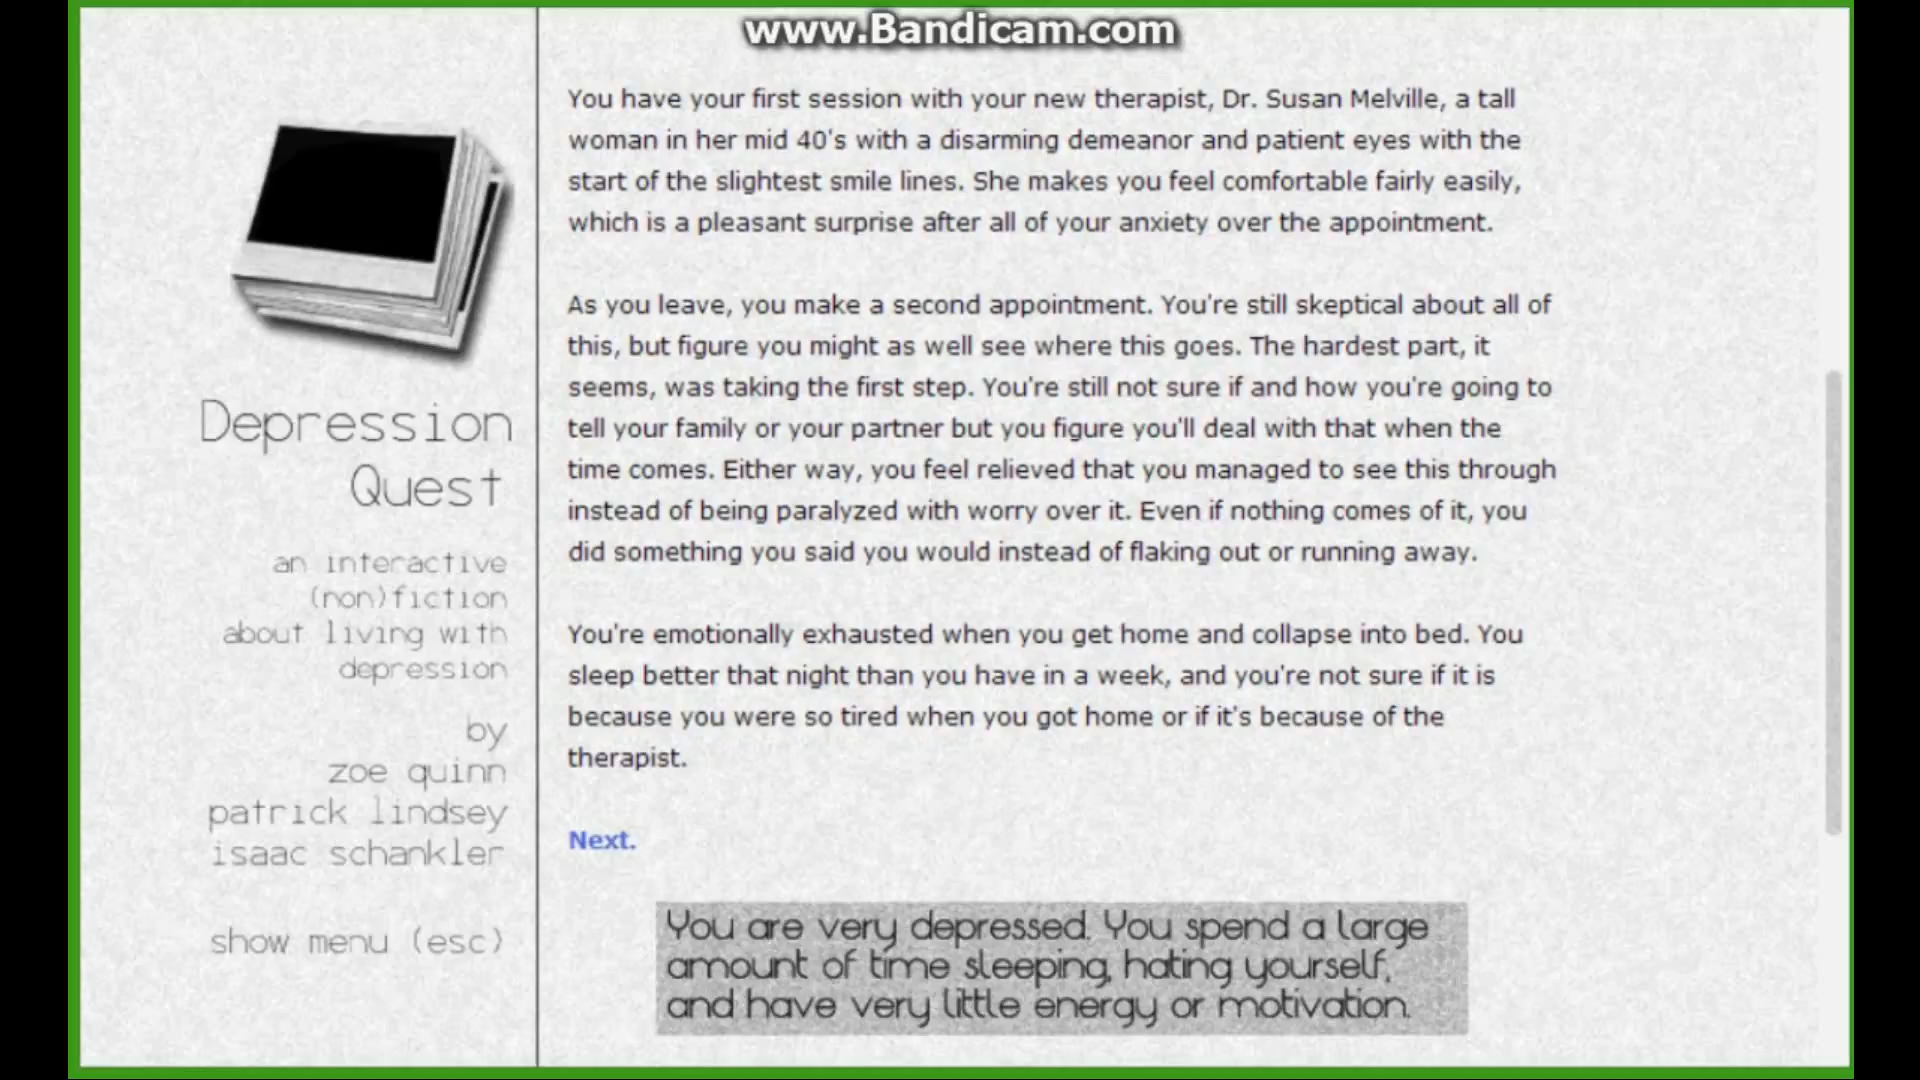 www.Bandicam.com
Depression
Quest
an interactive
(non)fiction
about living with
depression
by
zoe quinn
patrick lindsey
isaac schankler
show menu (esc)
You have your first session with your new therapist, Dr. Susan Melville, a tall
woman in her mid 40's with a disarming demeanor and patient eyes with the
start of the slightest smile lines. She makes you feel comfortable fairly easily,
which is a pleasant surprise after all of your anxiety over the appointment.
As you leave, you make a second appointment. You're still skeptical about all of
this, but figure you might as well see where this goes. The hardest part, it
seems, was taking the first step. You're still not sure if and how you're going to
tell your family or your partner but you figure you'll deal with that when the
time comes. Either way, you feel relieved that you managed to see this through
instead of being paralyzed with worry over it. Even if nothing comes of it, you
did something you said you would instead of flaking out or running away.
You're emotionally exhausted when you get home and collapse into bed. You
sleep better that night than you have in a week, and you're not sure if it is
because you were so tired when you got home or if it's because of the
therapist.
Next.
You are very depressed. You spend a large
amount of time sleeping, hating yourself,
and have very little energy or motivation.